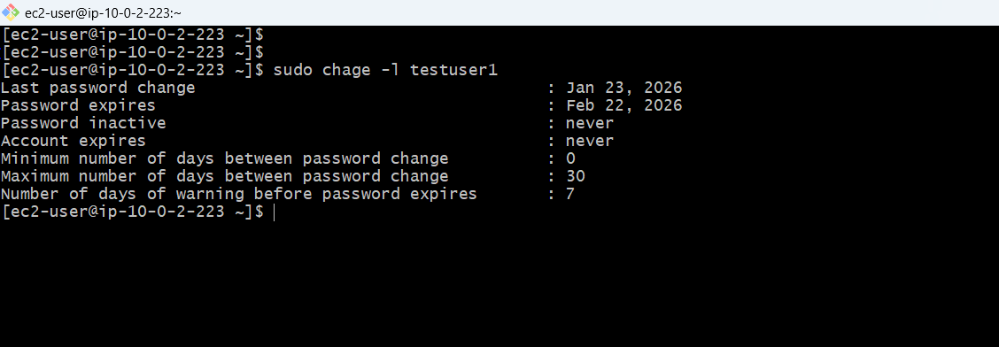 ec2-user@ip-10-0-2-223:~
[ec2-user@ip-10-0-2-223 ~]$
[ec2-user@ip-10-0-2-223 ~]$
[ec2-user@ip-10-0-2-223 ~]$ sudo chage -l testuser1
Last password change                                    : Jan 23, 2026
Password expires                                        : Feb 22, 2026
Password inactive                                       : never
Account expires                                         : never
Minimum number of days between password change          : 0
Maximum number of days between password change          : 30
Number of days of warning before password expires       : 7
[ec2-user@ip-10-0-2-223 ~]$